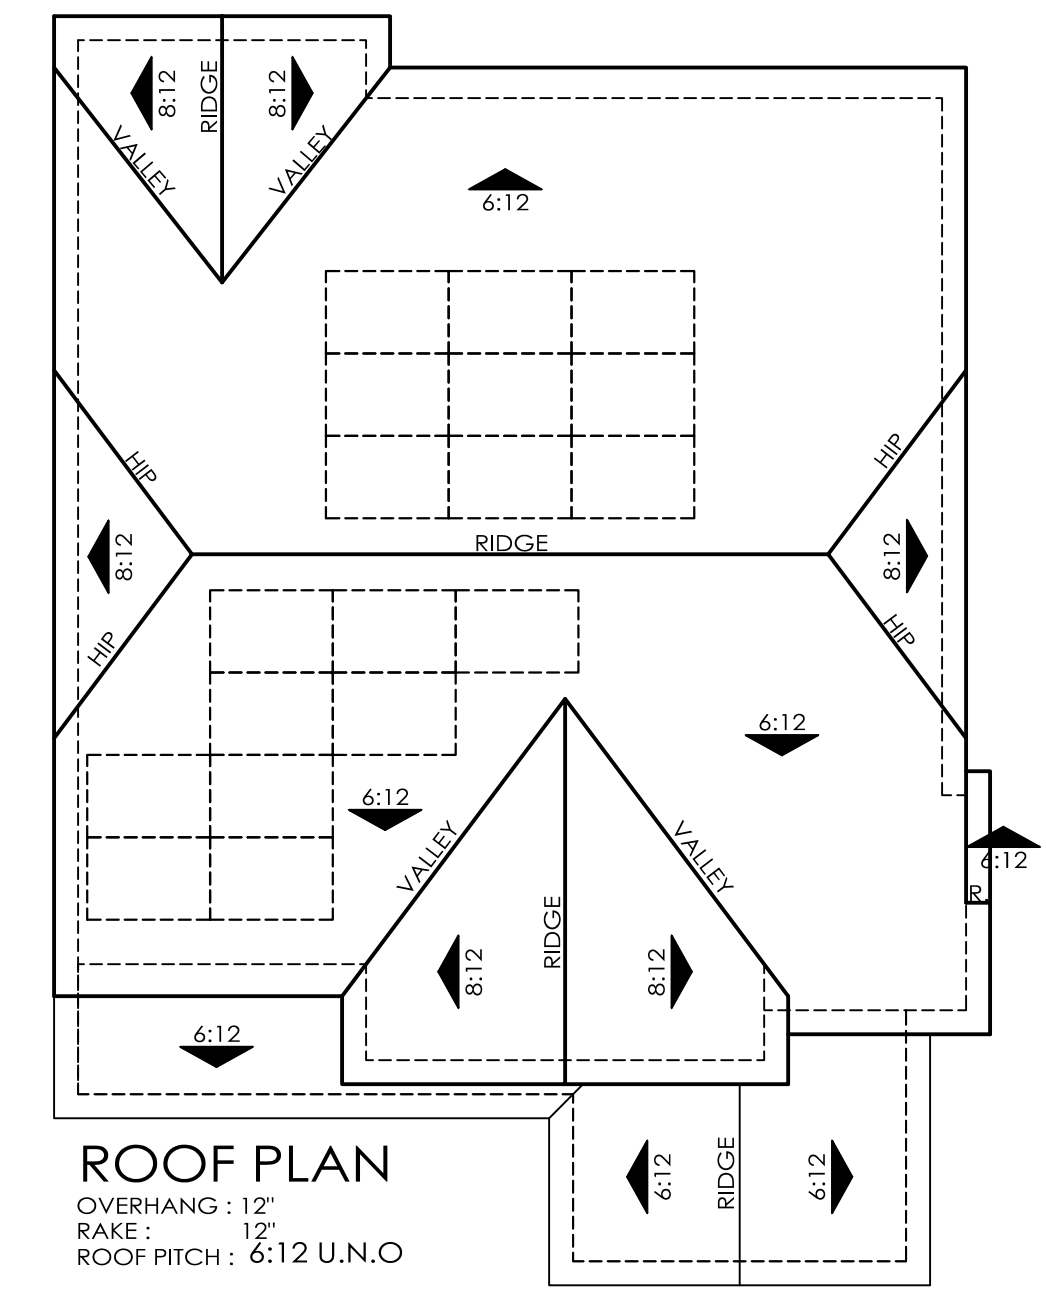 8:12
RIDGE
8:12
VALLEY
VALLEY
6:12
HIP
HIP
RIDGE
8:12
8:12
HIP
HIP
6:12
6:12
VALLEY
VALLEY
6:12
R.
RIDGE
8:12
8:12
6:12
6:12
RIDGE
6:12
ROOF PLAN
OVERHANG : 12"
RAKE : 12"
ROOF PITCH : 6:12 U.N.O